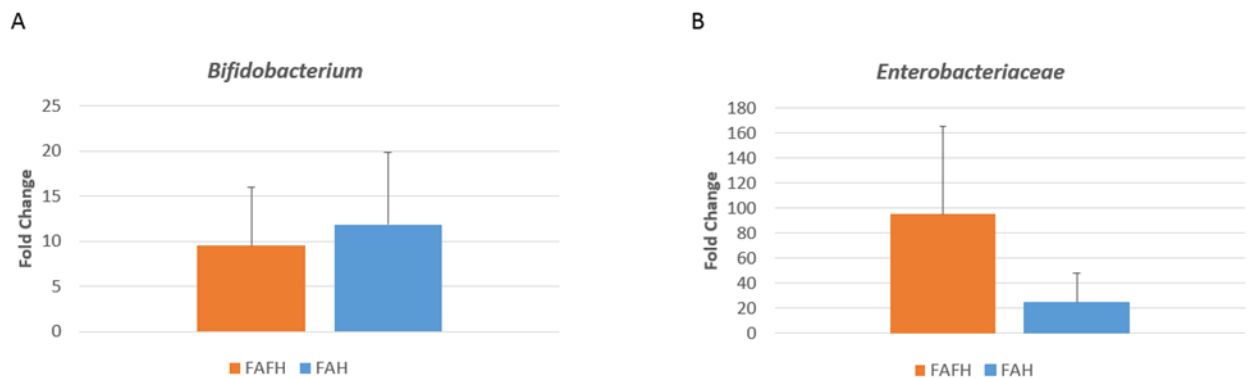 A
Bifidobacterium
Fold Change
25
20
15
10
5
0
FAFH FAH
B
Enterobacteriaceae
Fold Change
180
160
140
120
100
80
60
40
20
0
FAFH FAH